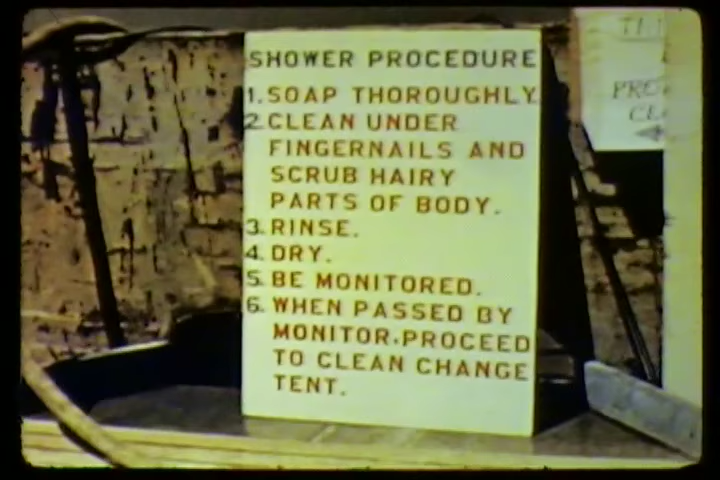 SHOWER PROCEDURE
1. SOAP THOROUGHLY.
2. CLEAN UNDER
FINGERNAILS AND
SCRUB HAIRY
PARTS OF BODY.
3. RINSE.
4. DRY.
5. BE MONITORED.
6. WHEN PASSED BY
MONITOR, PROCEED
TO CLEAN CHANGE
TENT.